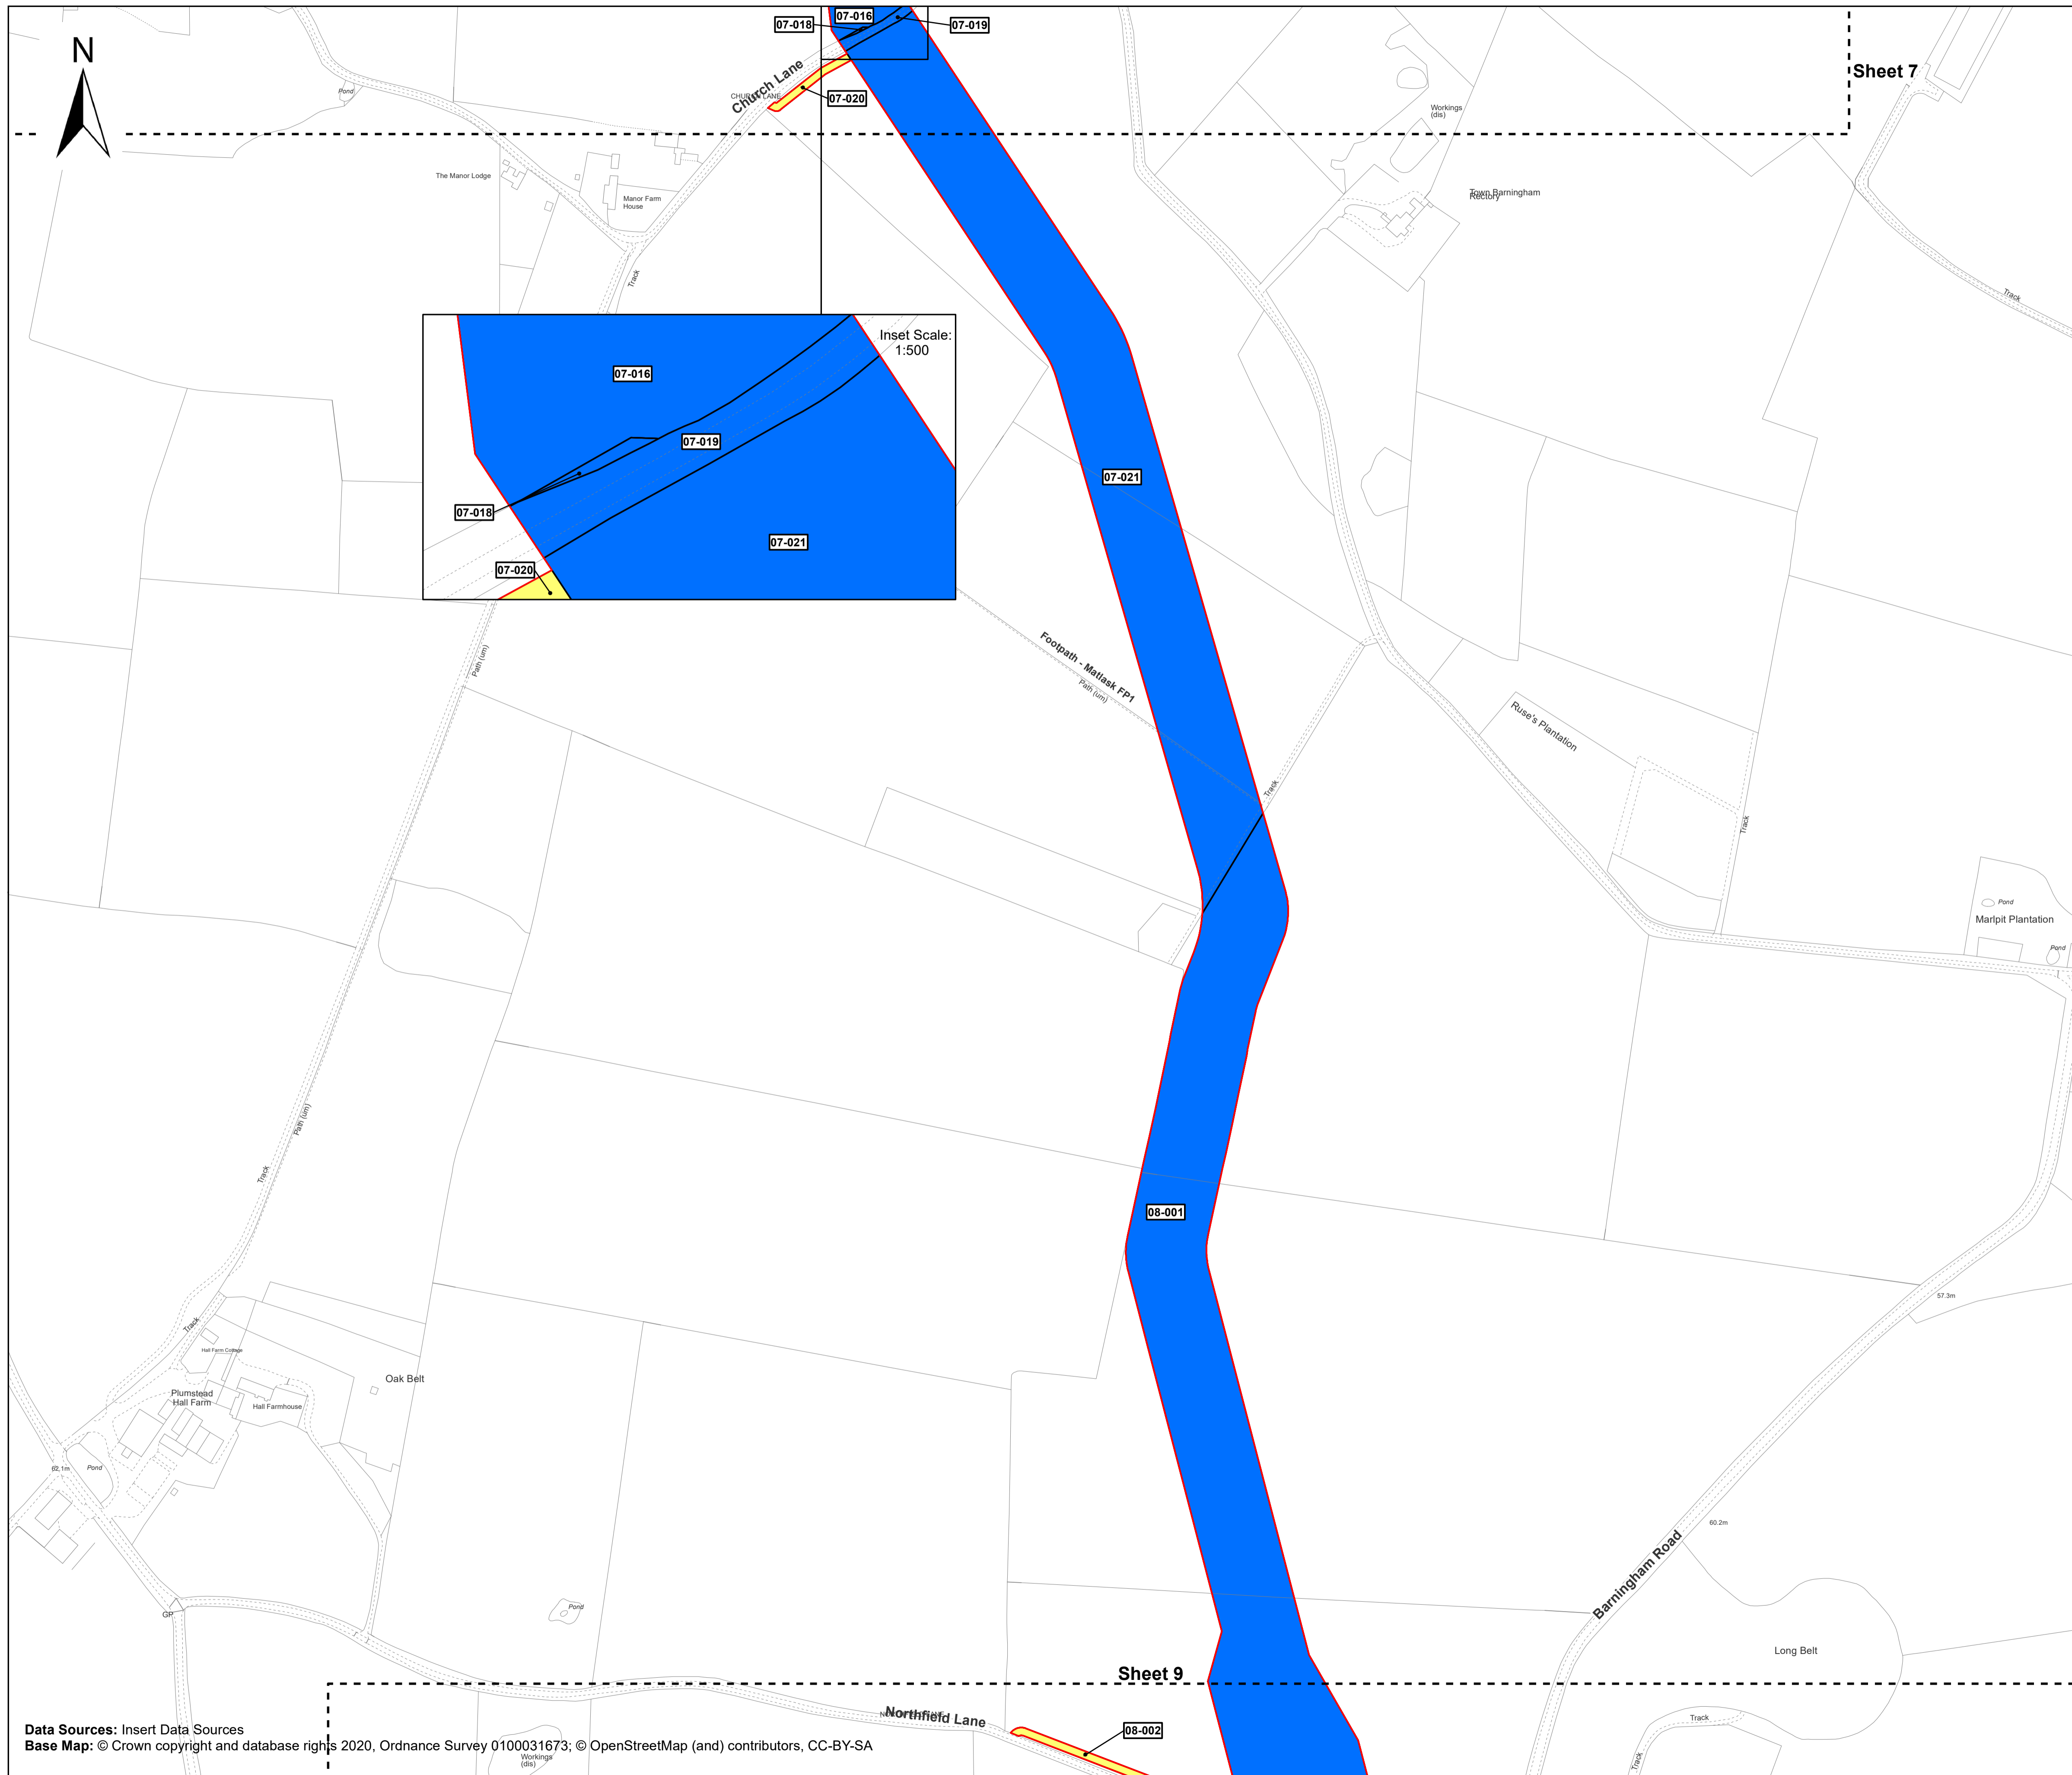 N
07-016
07-018
07-019
Sheet 7
Church Lane
Pond
07-020
Workings
(dis)
The Manor Lodge
Manor Farm
House
Town Barningham
Rectory
Track
Track
Inset Scale:
1:500
07-016
07-019
07-018
07-021
07-020
07-021
Path (um)
Footpath - Matlask FP1
Path (um)
Ruse's Plantation
Track
Track
Pond
Marlpit Plantation
Pond
Path (um)
Track
08-001
57.3m
Track
Hall Farm Cottage
Oak Belt
Plumstead
Hall Farm
Hall Farmhouse
62.1m
Pond
60.2m
Barningham Road
GP
Pond
Long Belt
Sheet 9
Northfield Lane
08-002
Track
Track
Data Sources: Insert Data Sources
Base Map: © Crown copyright and database rights 2020, Ordnance Survey 0100031673; © OpenStreetMap (and) contributors, CC-BY-SA
Workings
(dis)